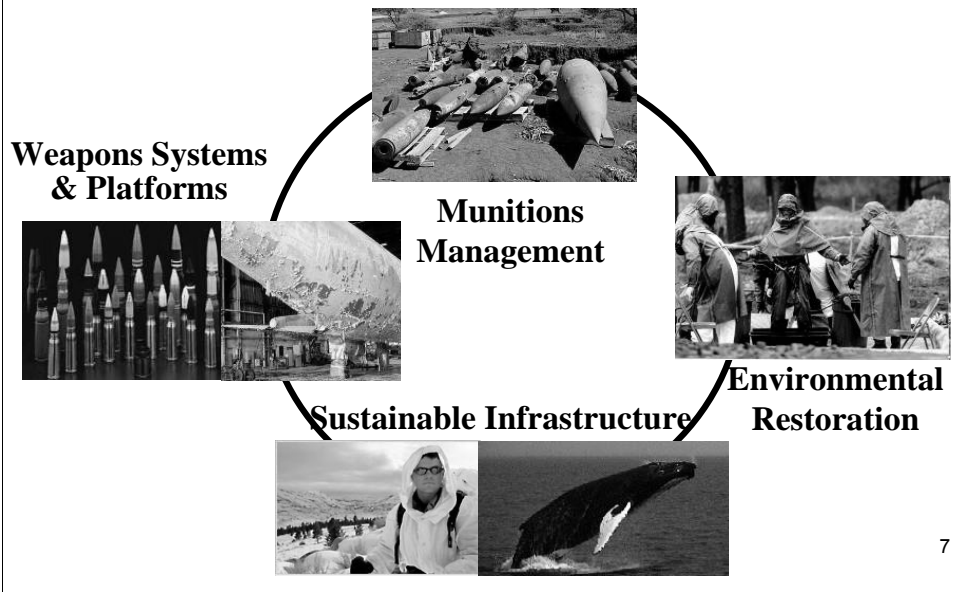 Weapons Systems
& Platforms
Munitions
Management
Environmental
Restoration
Sustainable Infrastructure
7